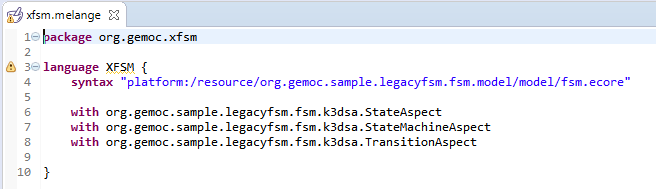 xfsm.melange
1 package org.gemoc.xfsm
2
3 language XFSM {
4 syntax "platform:/resource/org.gemoc.sample.legacyfsm.fsm.model/model/fsm.ecore"
5
6 with org.gemoc.sample.legacyfsm.fsm.k3dsa.StateAspect
7 with org.gemoc.sample.legacyfsm.fsm.k3dsa.StateMachineAspect
8 with org.gemoc.sample.legacyfsm.fsm.k3dsa.TransitionAspect
9
10 }